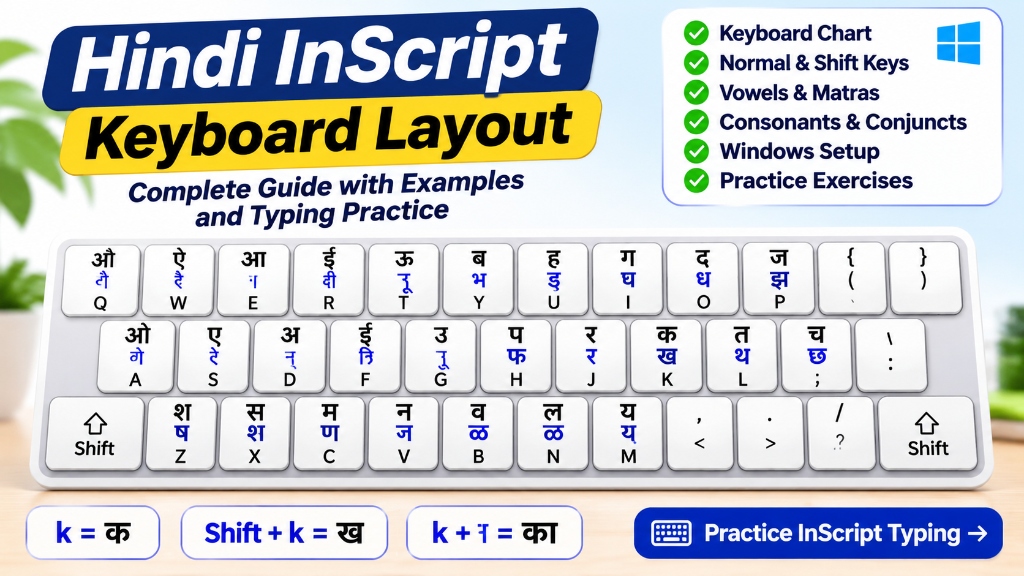 Hindi InScript
Keyboard Layout
Complete Guide with Examples
and Typing Practice
Keyboard Chart
Normal & Shift Keys
Vowels & Matras
Consonants & Conjuncts
Windows Setup
Practice Exercises
औ ऐ आ ई ऊ ब ह ग द ज { }
भ ङ घ ध झ ( )
Q W E R T Y U I O P
ओ ए अ ई उ प र क त च \
फ र ख थ छ :
A S D F G H J K L ;
श स म न व ल य , . /
ष श ण ज ळ ळ य़ < > ?
Shift Z X C V B N M Shift
k = क
Shift + k = ख
k + ा = का
Practice InScript Typing →